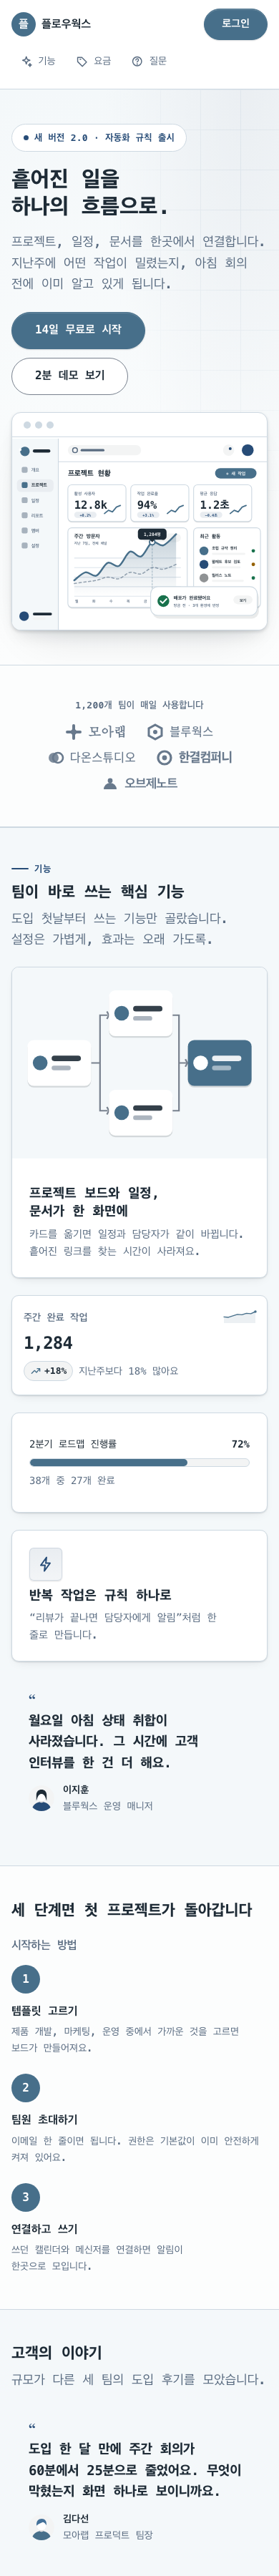 플 플로우웍스
로그인
기능 요금 질문
새 버전 2.0 · 자동화 규칙 출시
흩어진 일을
하나의 흐름으로.
프로젝트, 일정, 문서를 한곳에서 연결합니다.
지난주에 어떤 작업이 밀렸는지, 아침 회의
전에 이미 알고 있게 됩니다.
14일 무료로 시작
2분 데모 보기
프로젝트 현황
+ 새 작업
개요
프로젝트
일정
리포트
멤버
설정
12.8k
94%
1.2초
주간 방문자
1,284명
최근 활동
배포가 완료됐어요
보기
1,200개 팀이 매일 사용합니다
모아랩 블루웍스
다온스튜디오 한결컴퍼니
오브제노트
기능
팀이 바로 쓰는 핵심 기능
도입 첫날부터 쓰는 기능만 골랐습니다.
설정은 가볍게, 효과는 오래 가도록.
프로젝트 보드와 일정,
문서가 한 화면에
카드를 옮기면 일정과 담당자가 같이 바뀝니다.
흩어진 링크를 찾는 시간이 사라져요.
주간 완료 작업
1,284
+18% 지난주보다 18% 많아요
2분기 로드맵 진행률 72%
38개 중 27개 완료
반복 작업은 규칙 하나로
“리뷰가 끝나면 담당자에게 알림”처럼 한
줄로 만듭니다.
“
월요일 아침 상태 취합이
사라졌습니다. 그 시간에 고객
인터뷰를 한 건 더 해요.
이지훈
블루웍스 운영 매니저
세 단계면 첫 프로젝트가 돌아갑니다
시작하는 방법
1
템플릿 고르기
제품 개발, 마케팅, 운영 중에서 가까운 것을 고르면
보드가 만들어져요.
2
팀원 초대하기
이메일 한 줄이면 됩니다. 권한은 기본값이 이미 안전하게
켜져 있어요.
3
연결하고 쓰기
쓰던 캘린더와 메신저를 연결하면 알림이
한곳으로 모입니다.
고객의 이야기
규모가 다른 세 팀의 도입 후기를 모았습니다.
“
도입 한 달 만에 주간 회의가
60분에서 25분으로 줄었어요. 무엇이
막혔는지 화면 하나로 보이니까요.
김다선
모아랩 프로덕트 팀장